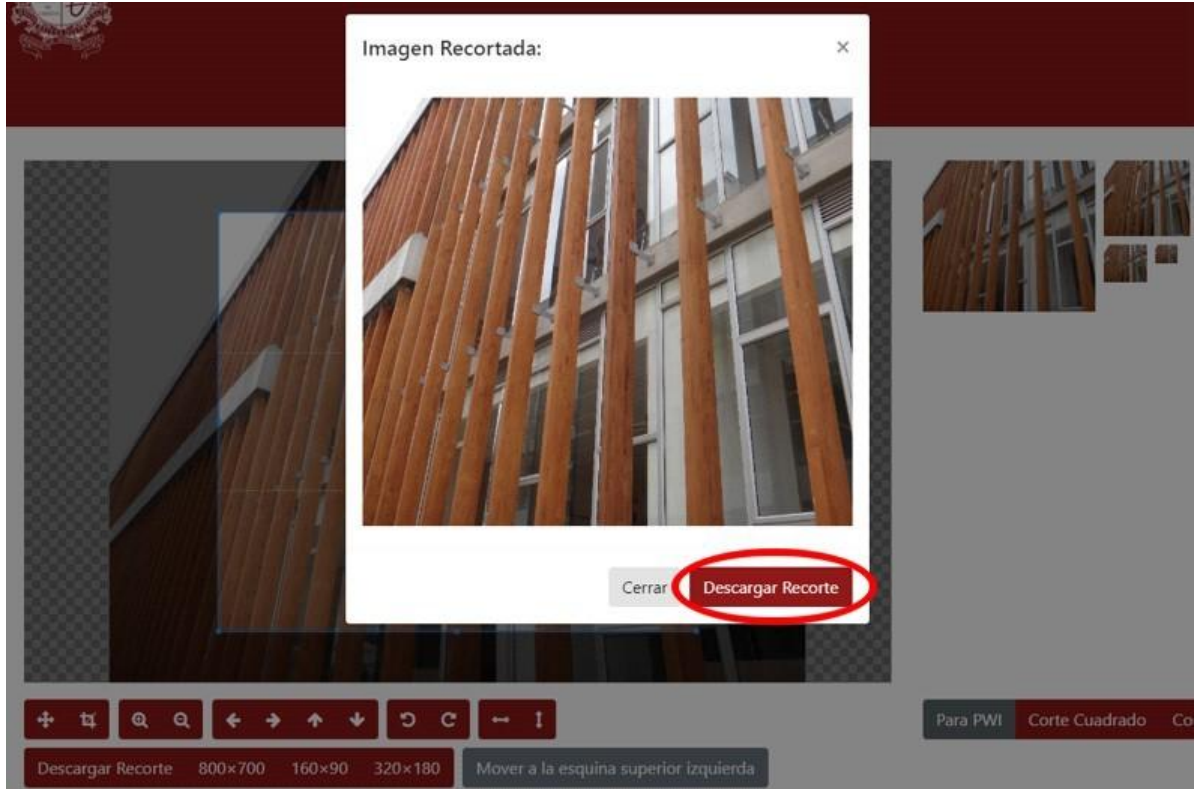 Imagen Recortada:
×
Cerrar
Descargar Recorte
Para PWI
Corte Cuadrado
Descargar Recorte
800×700
160×90
320×180
Mover a la esquina superior izquierda